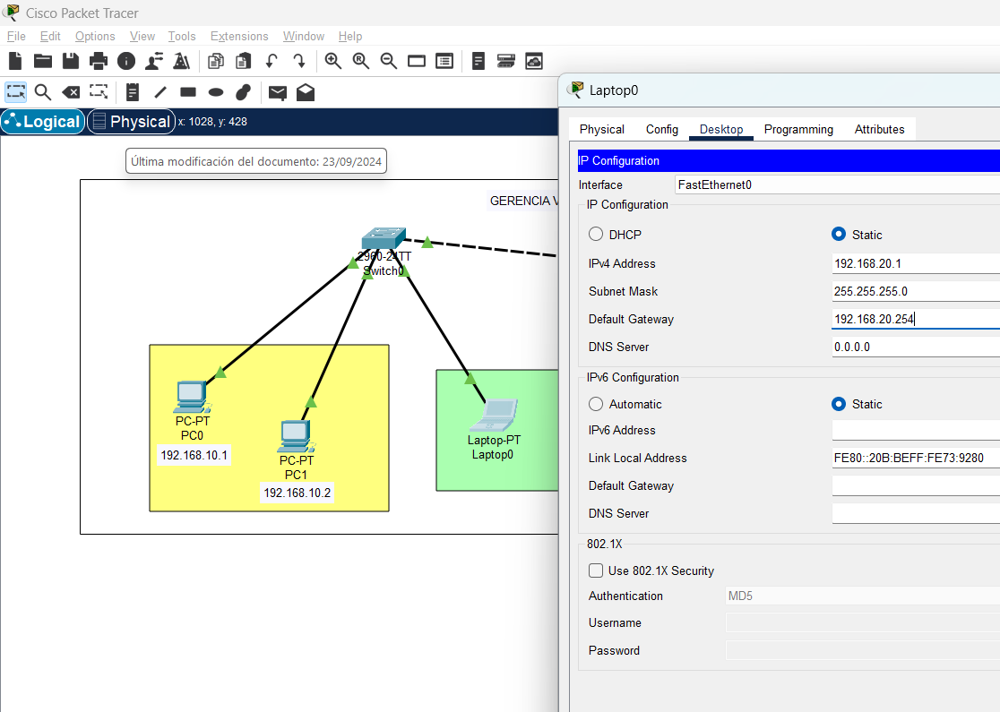 Cisco Packet Tracer
File Edit Options View Tools Extensions Window Help
Logical Physical x: 1028, y: 428
Última modificación del documento: 23/09/2024
GERENCIA V
2960-24TT
Switch0
PC-PT
PC0
192.168.10.1
PC-PT
PC1
192.168.10.2
Laptop-PT
Laptop0
Laptop0
Physical Config Desktop Programming Attributes
IP Configuration
Interface FastEthernet0
IP Configuration
DHCP Static
IPv4 Address 192.168.20.1
Subnet Mask 255.255.255.0
Default Gateway 192.168.20.254
DNS Server 0.0.0.0
IPv6 Configuration
Automatic Static
IPv6 Address
Link Local Address FE80::20B:BEFF:FE73:9280
Default Gateway
DNS Server
802.1X
Use 802.1X Security
Authentication MD5
Username
Password